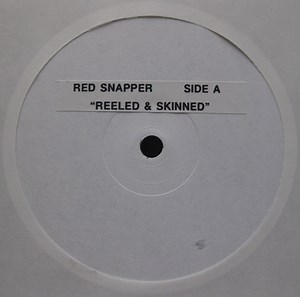 RED SNAPPER SIDE A
"REELED & SKINNED"